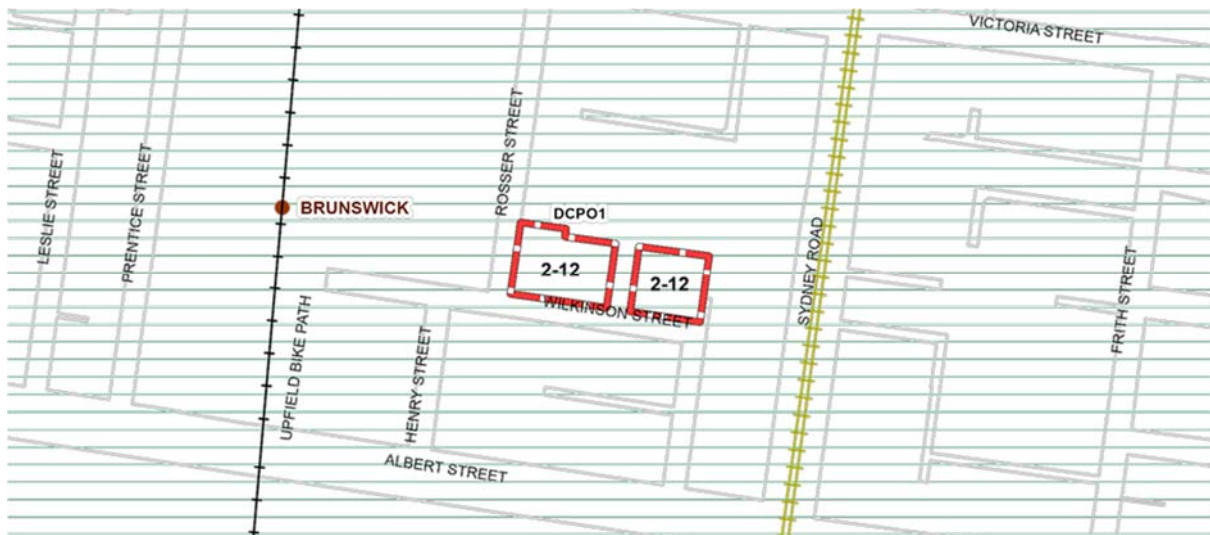 VICTORIA STREET
LESLIE STREET
PRENTICE STREET
BRUNSWICK
ROSSER STREET
DCPO1
2-12
2-12
WILKINSON STREET
SYDNEY ROAD
FRITH STREET
UPFIELD BIKE PATH
HENRY STREET
ALBERT STREET